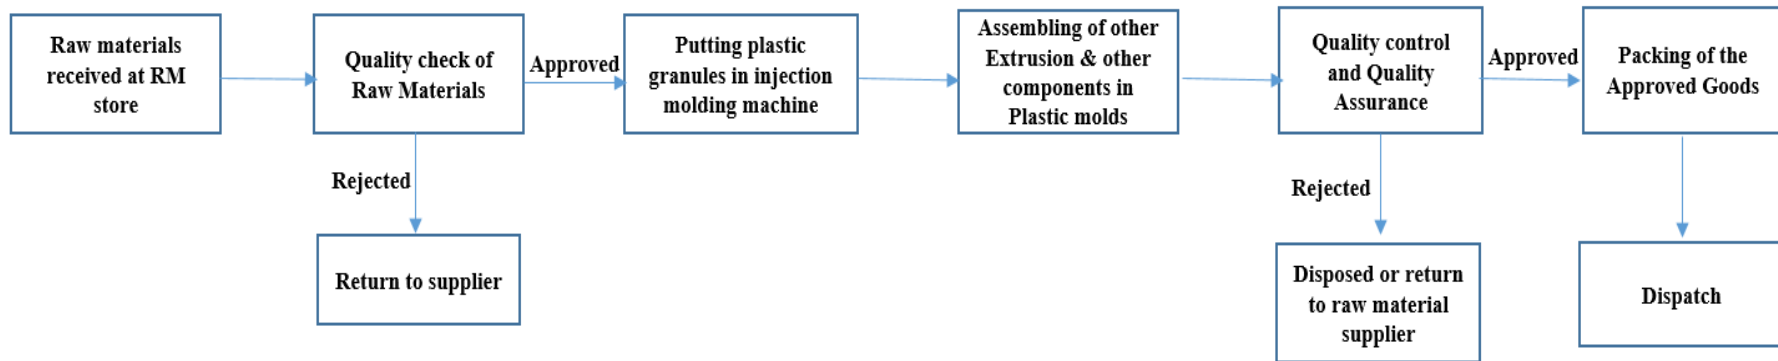 Raw materials
received at RM
store
Quality check of
Raw Materials
Approved
Putting plastic
granules in injection
molding machine
Assembling of other
Extrusion & other
components in
Plastic molds
Quality control
and Quality
Assurance
Approved
Packing of the
Approved Goods
Rejected
Return to supplier
Rejected
Disposed or return
to raw material
supplier
Dispatch